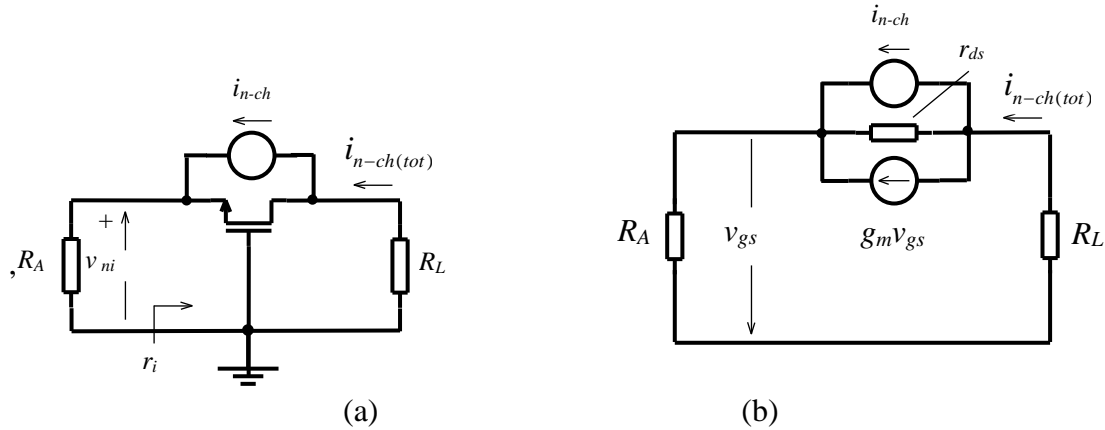 i_{n-ch}
i_{n-ch(tot)}
+
, R_A
v_{ni}
R_L
r_i
(a)
i_{n-ch}
r_{ds}
i_{n-ch(tot)}
R_A
v_{gs}
g_m v_{gs}
R_L
(b)